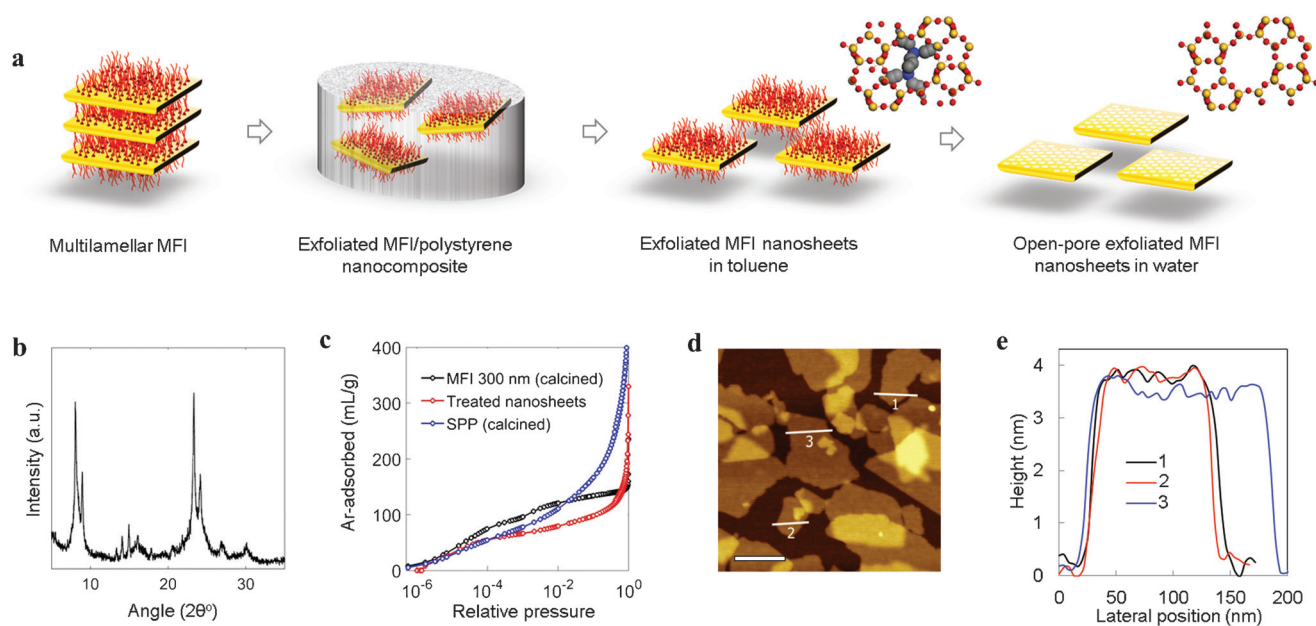 a
Multilamellar MFI
Exfoliated MFI/polystyrene
nanocomposite
Exfoliated MFI nanosheets
in toluene
Open-pore exfoliated MFI
nanosheets in water
b
Intensity (a.u.)
10
20
30
Angle (2θ°)
c
Ar-adsorbed (mL/g)
400
300
200
100
0
MFI 300 nm (calcined)
Treated nanosheets
SPP (calcined)
10⁻⁶
10⁻⁴
10⁻²
10⁰
Relative pressure
d
1
3
2
e
Height (nm)
4
3
2
1
0
1
2
3
0
50
100
150
200
Lateral position (nm)